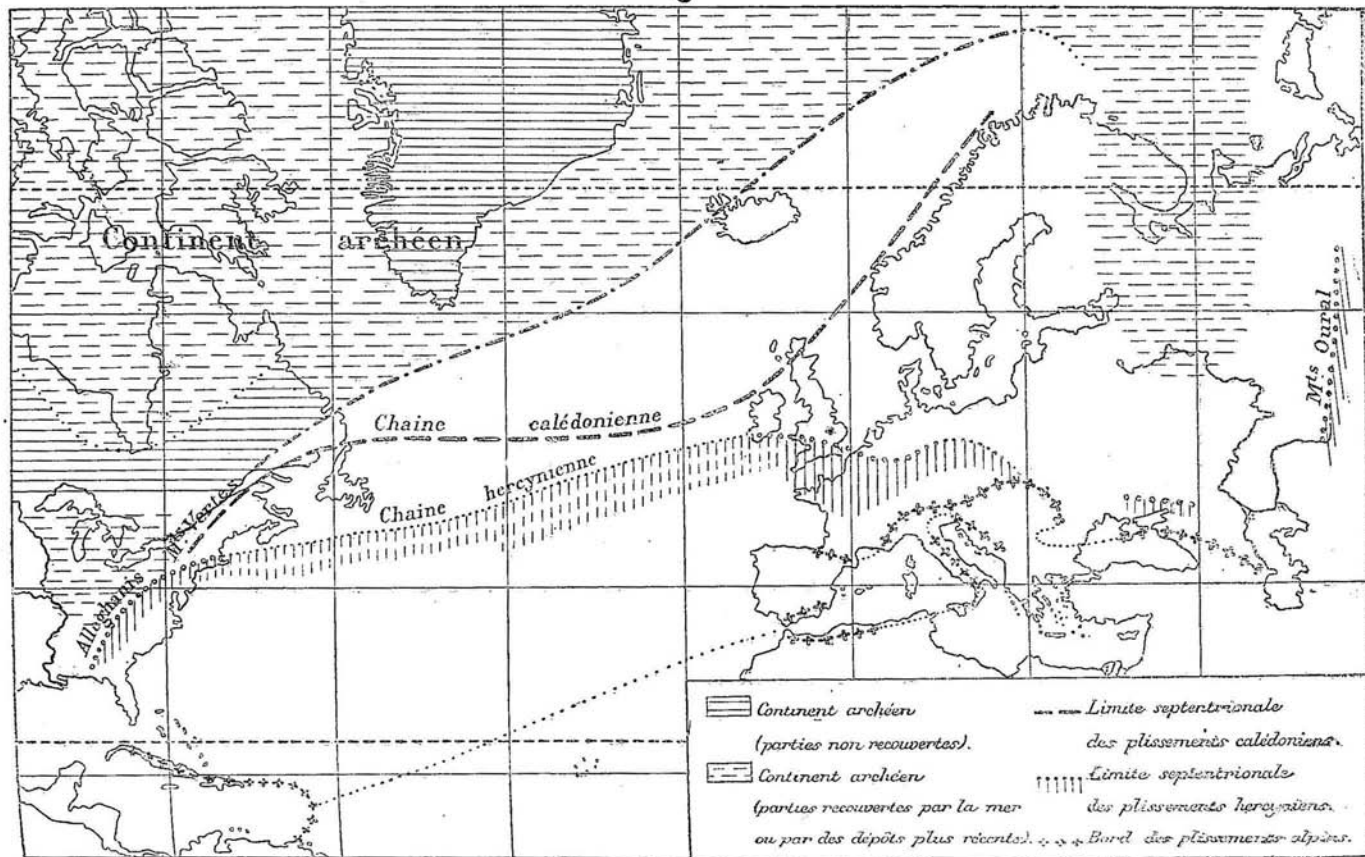 Continent archéen
Mts Oural
Chaine calédonienne
Chaine hercynienne
Mts Vertes
Alleghanis
Continent archéen
(parties non recouvertes).
Continent archéen
(parties recouvertes par la mer
ou par des dépôts plus récents).
Limite septentrionale
des plissements calédoniens.
Limite septentrionale
des plissements hercyniens.
Bord des plissements alpins.